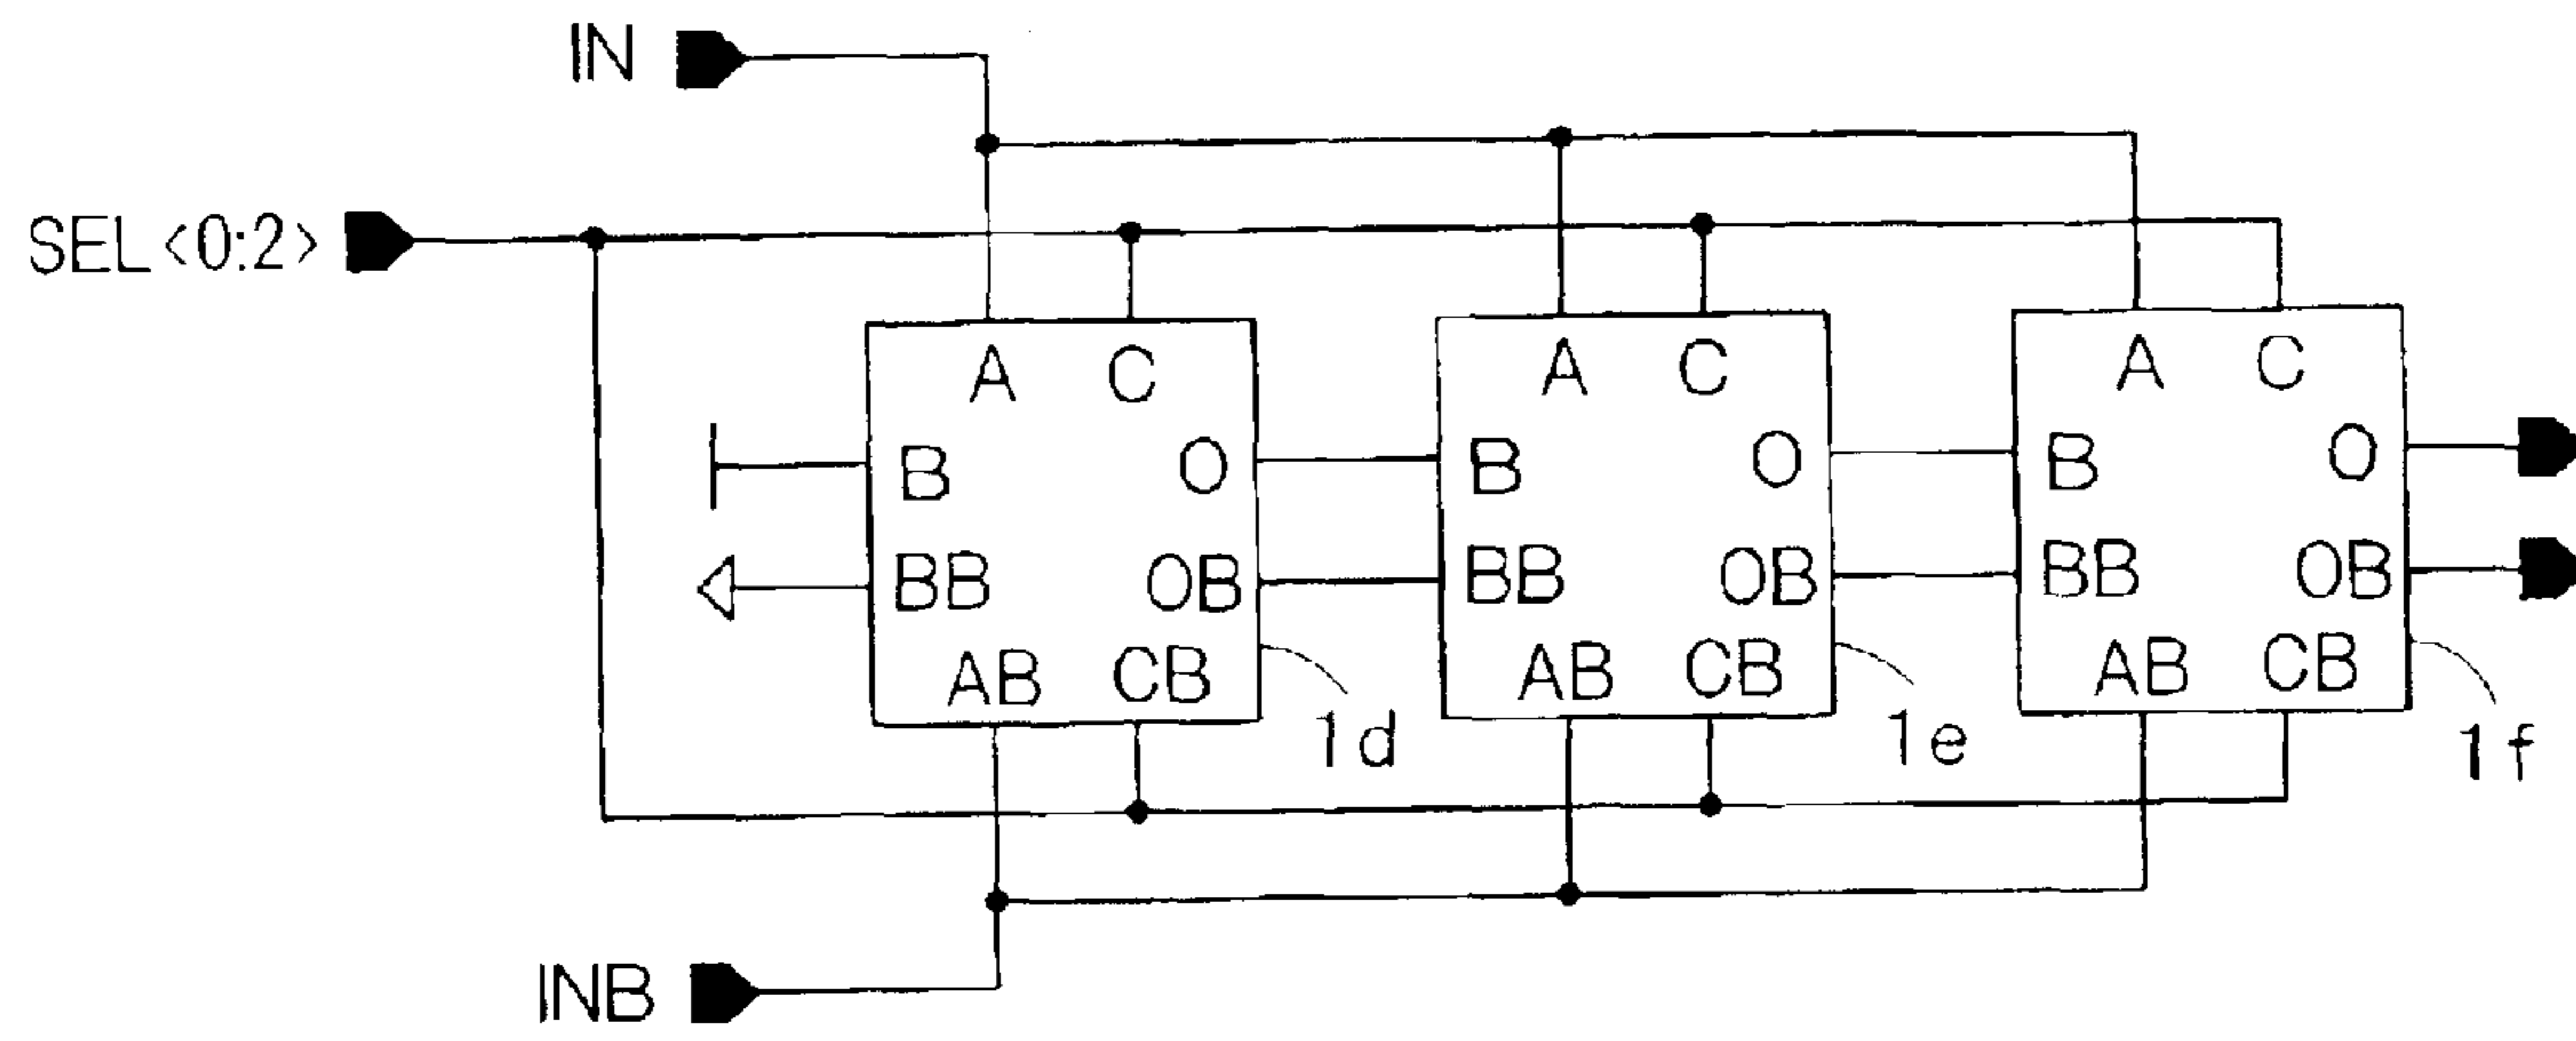 IN
SEL<0:2>
A C
B O
BB OB
AB CB
1d
A C
B O
BB OB
AB CB
1e
A C
B O
BB OB
AB CB
1f
INB